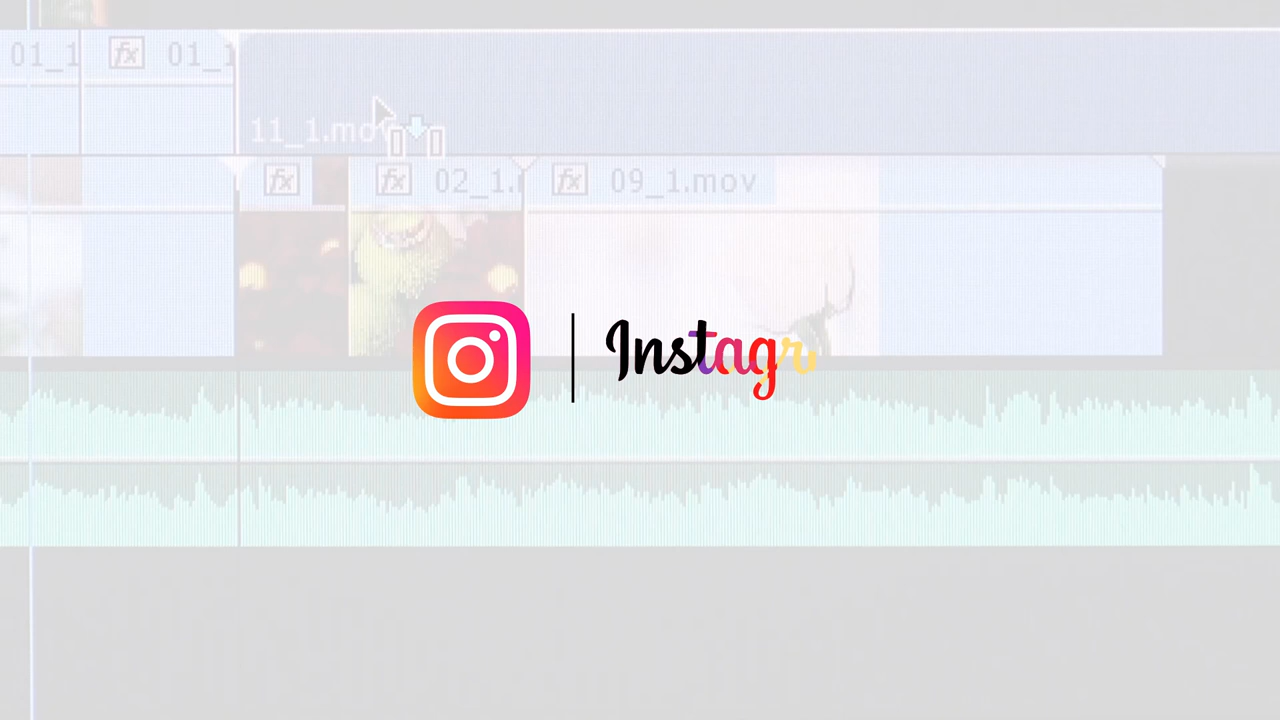 01_1 fx 01_1
11_1.mov
fx fx 02_1. fx 09_1.mov
Instagr